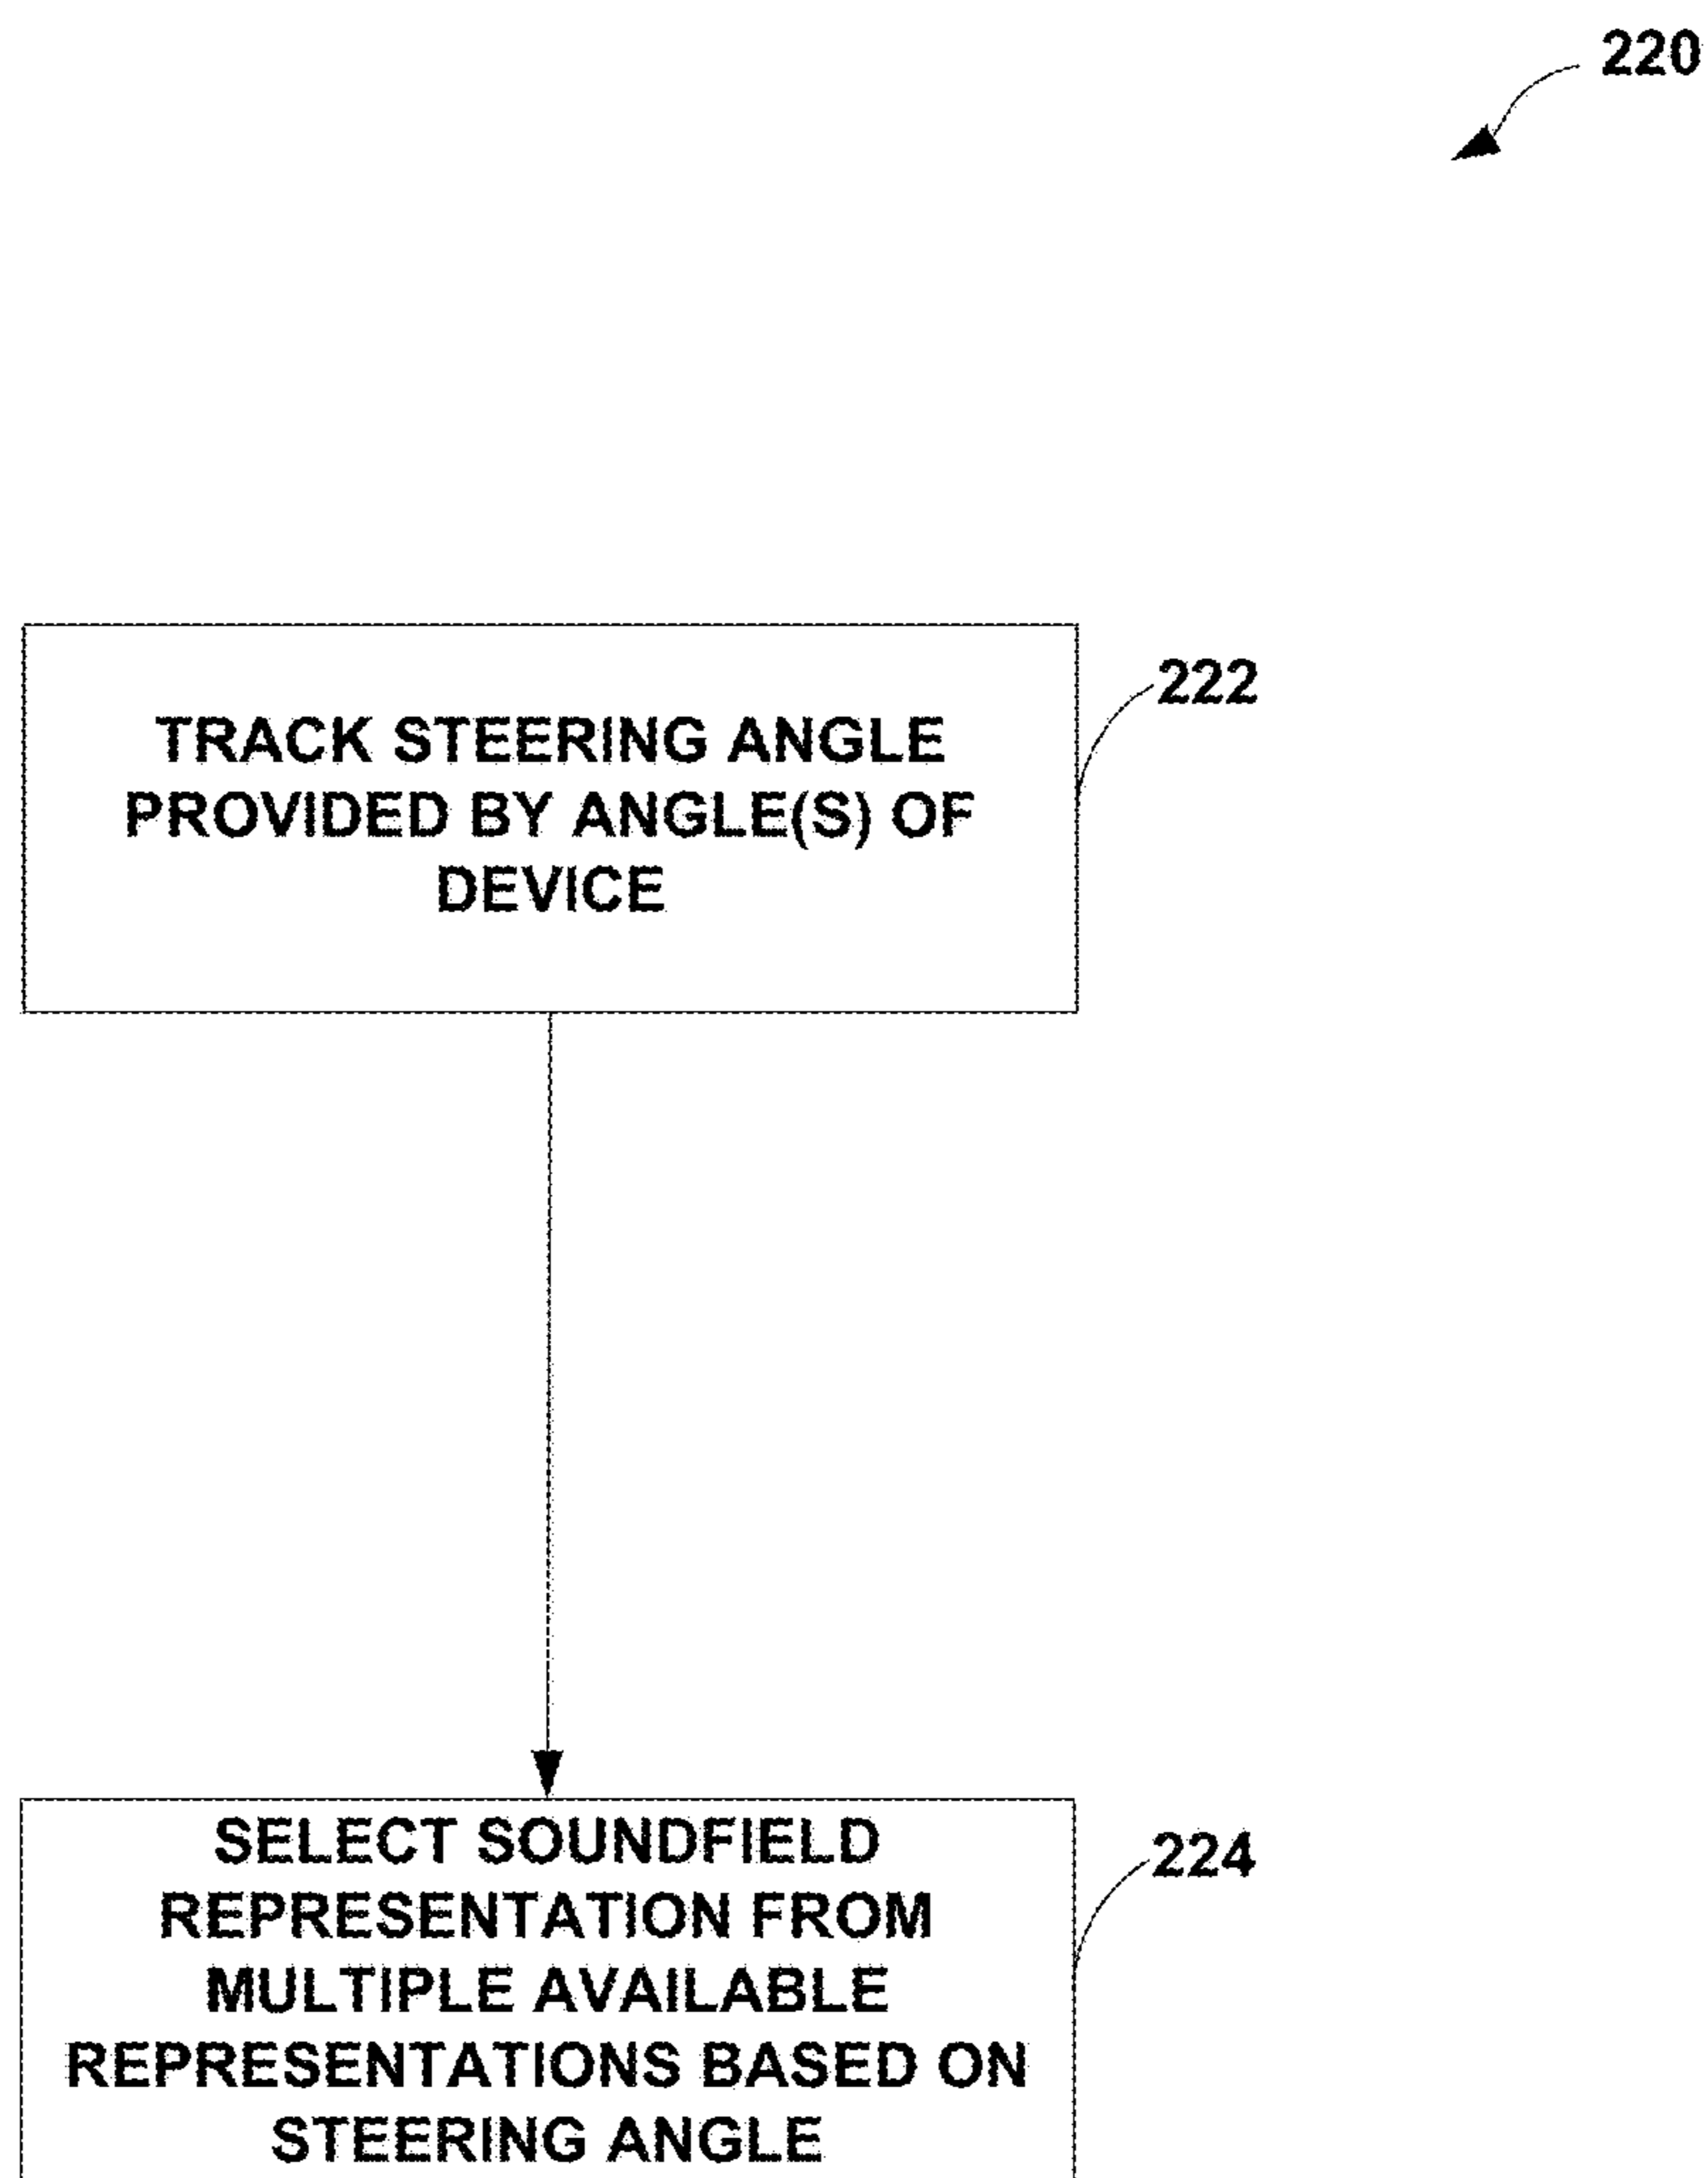 220
222
TRACK STEERING ANGLE
PROVIDED BY ANGLE(S) OF
DEVICE
224
SELECT SOUNDFIELD
REPRESENTATION FROM
MULTIPLE AVAILABLE
REPRESENTATIONS BASED ON
STEERING ANGLE